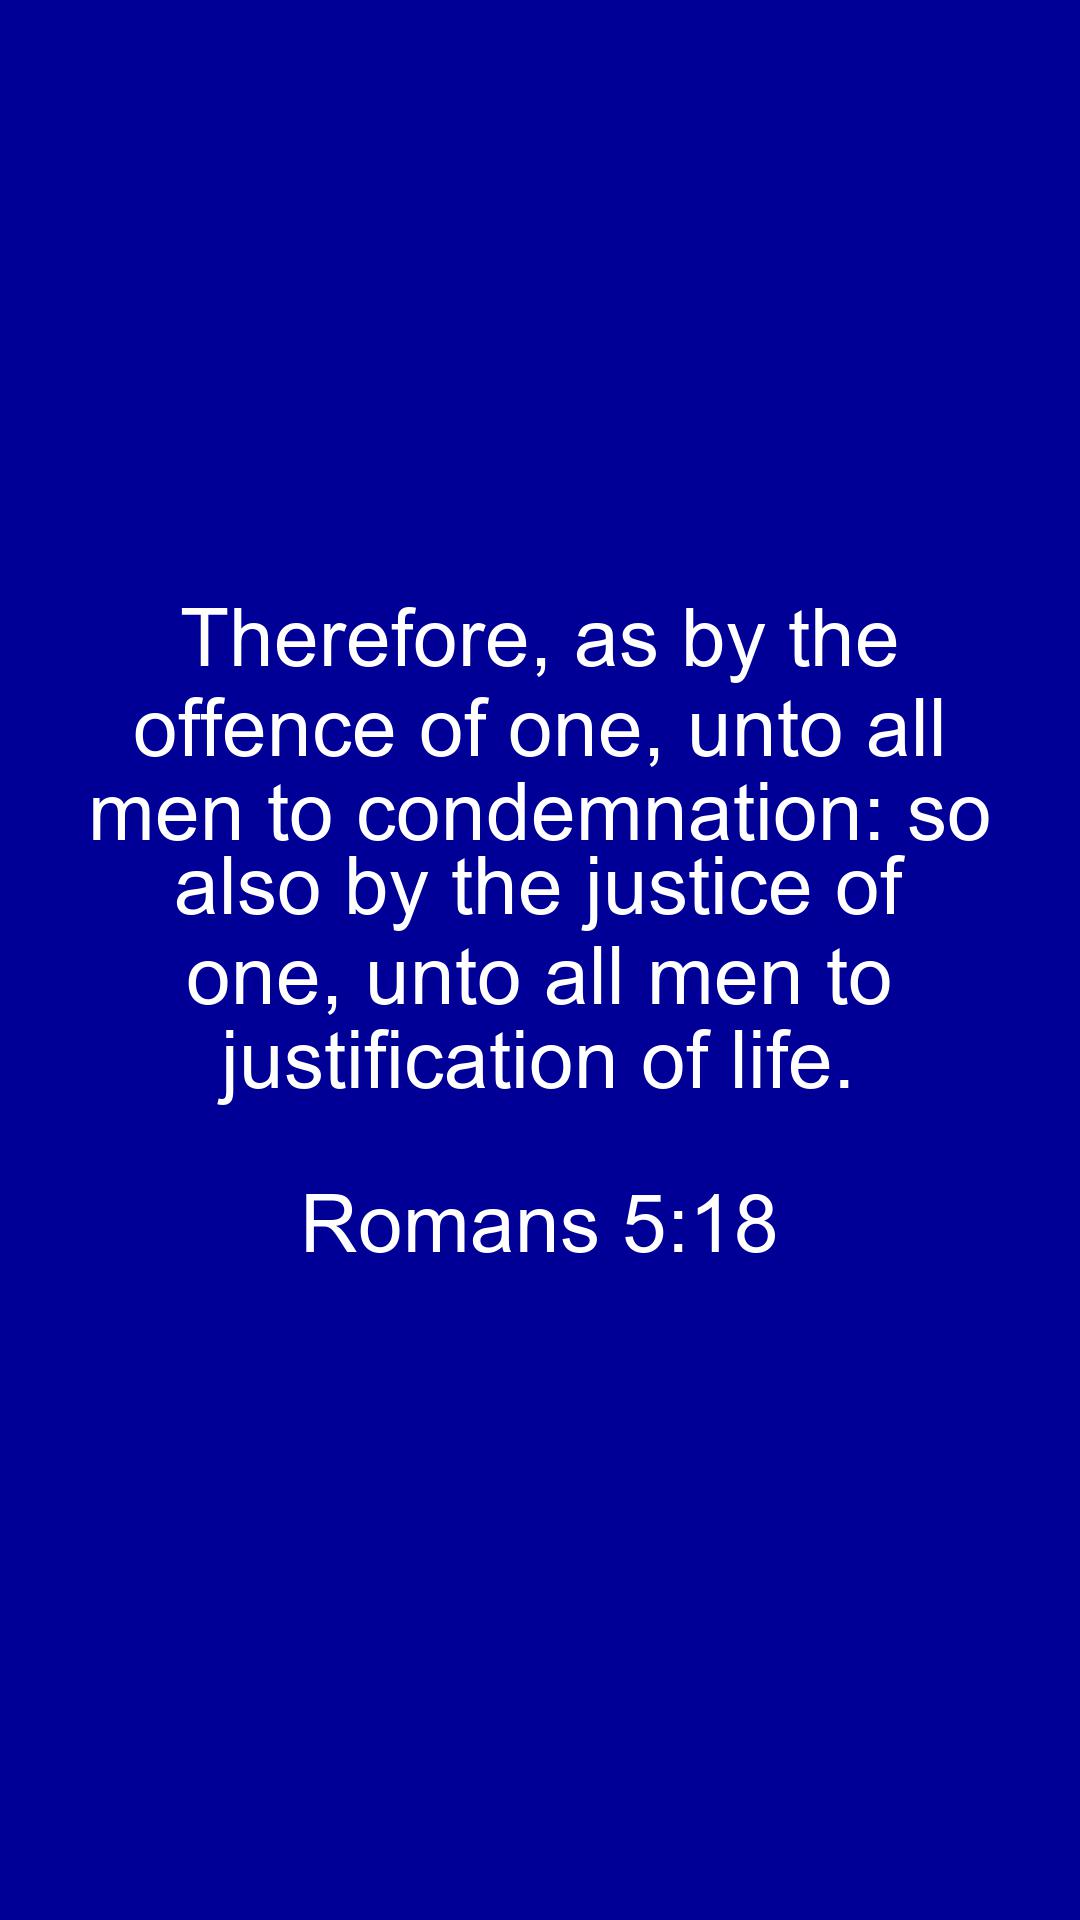 Therefore, as by the
offence of one, unto all
men to condemnation: so
also by the justice of
one, unto all men to
justification of life.
Romans 5:18